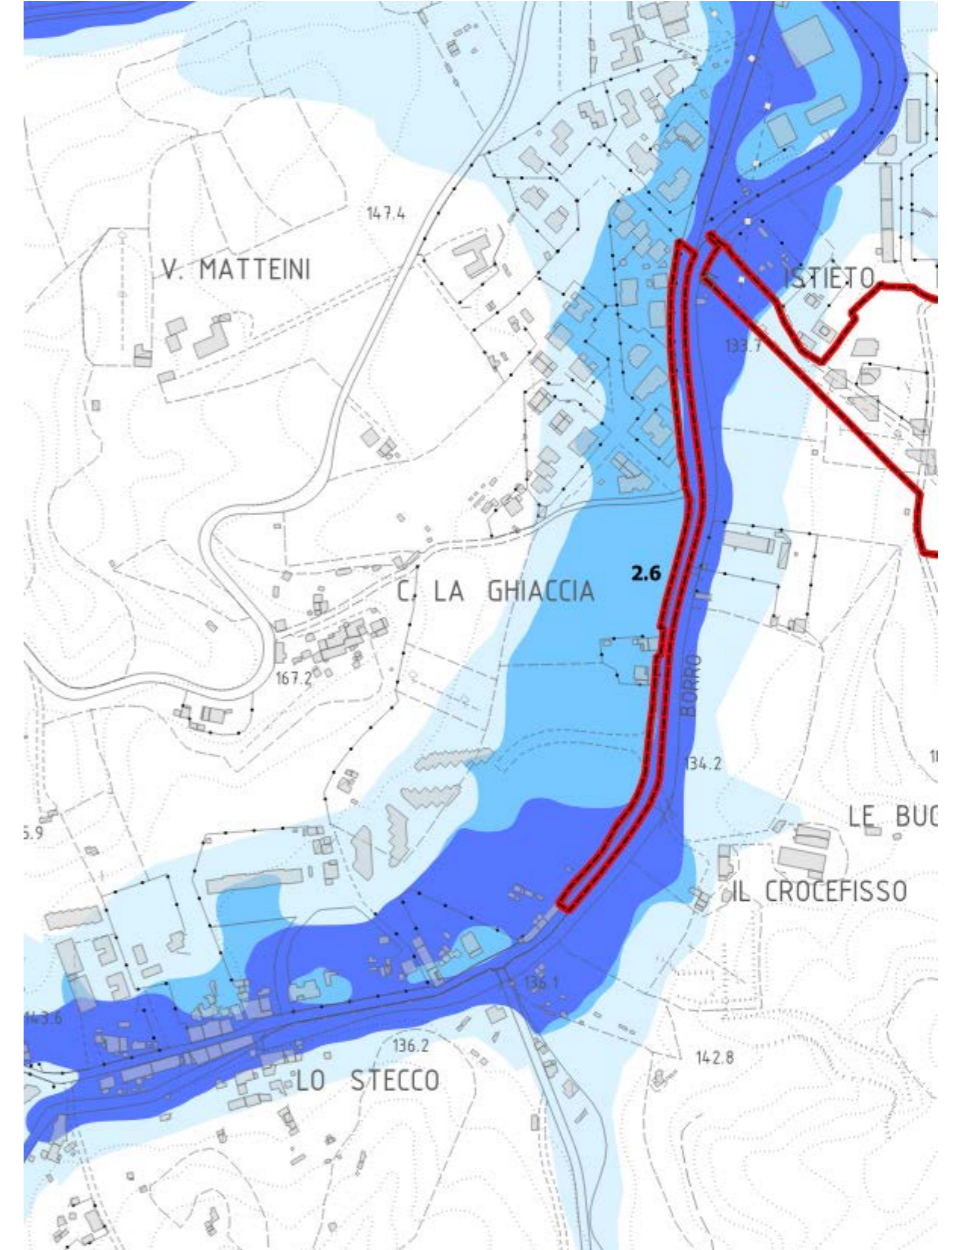 147.4
V. MATTEINI
ISTIETO
133.7
2.6
C. LA GHIACCIA
167.2
BORRO
134.2
LE BUC
IL CROCEFISSO
136.1
143.6
136.2
142.8
LO STECCO